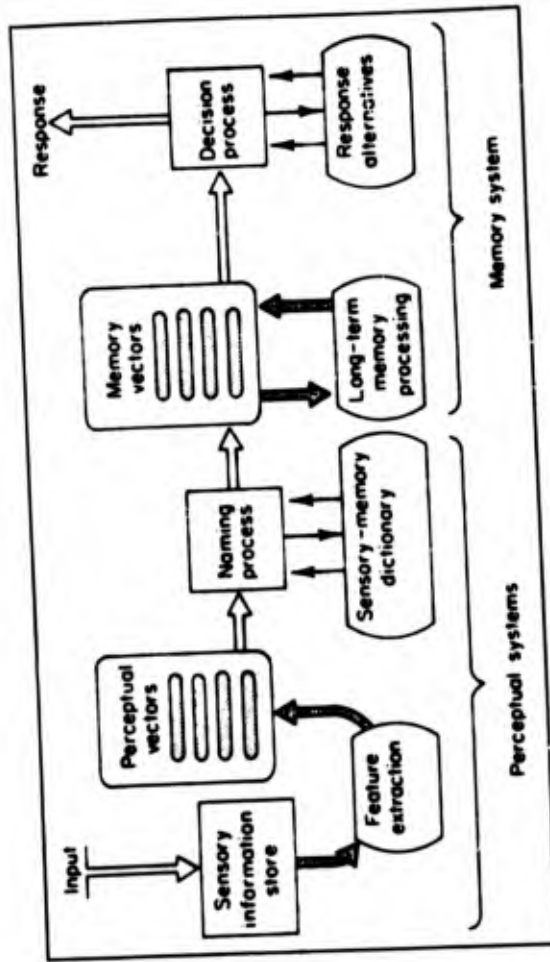 Input
Response
Sensory
information
store
Perceptual
vectors
Naming
process
Memory
vectors
Decision
process
Feature
extraction
Sensory-memory
dictionary
Long-term
memory
processing
Response
alternatives
Perceptual systems
Memory system